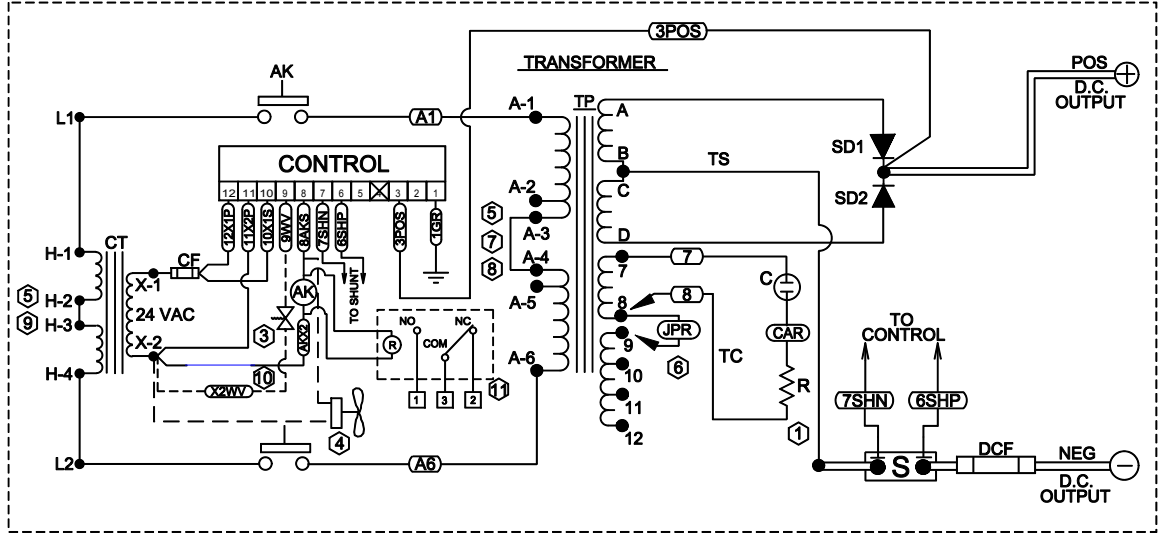 3POS
TRANSFORMER
AK
POS
D.C.
OUTPUT
L1
A1
A-1
TP
A
B
TS
SD1
SD2
CONTROL
12 11 10 9 8 7 6 5 4 3 2 1
12X1P
11X2P
10X1S
9WV
8AKS
7SHN
6SHP
3POS
1GR
A-2
A-3
A-4
A-5
A-6
C
D
5
7
8
H-1
H-2
H-3
H-4
CT
CF
X-1
24 VAC
X-2
5
9
AK
TO SHUNT
3
AKX2
NO
NC
COM
R
1
3
2
11
10
X2WV
4
7
8
9
10
11
12
7
8
JPR
6
TC
C
CAR
R
1
TO
CONTROL
7SHN
6SHP
L2
A6
S
DCF
NEG
D.C.
OUTPUT